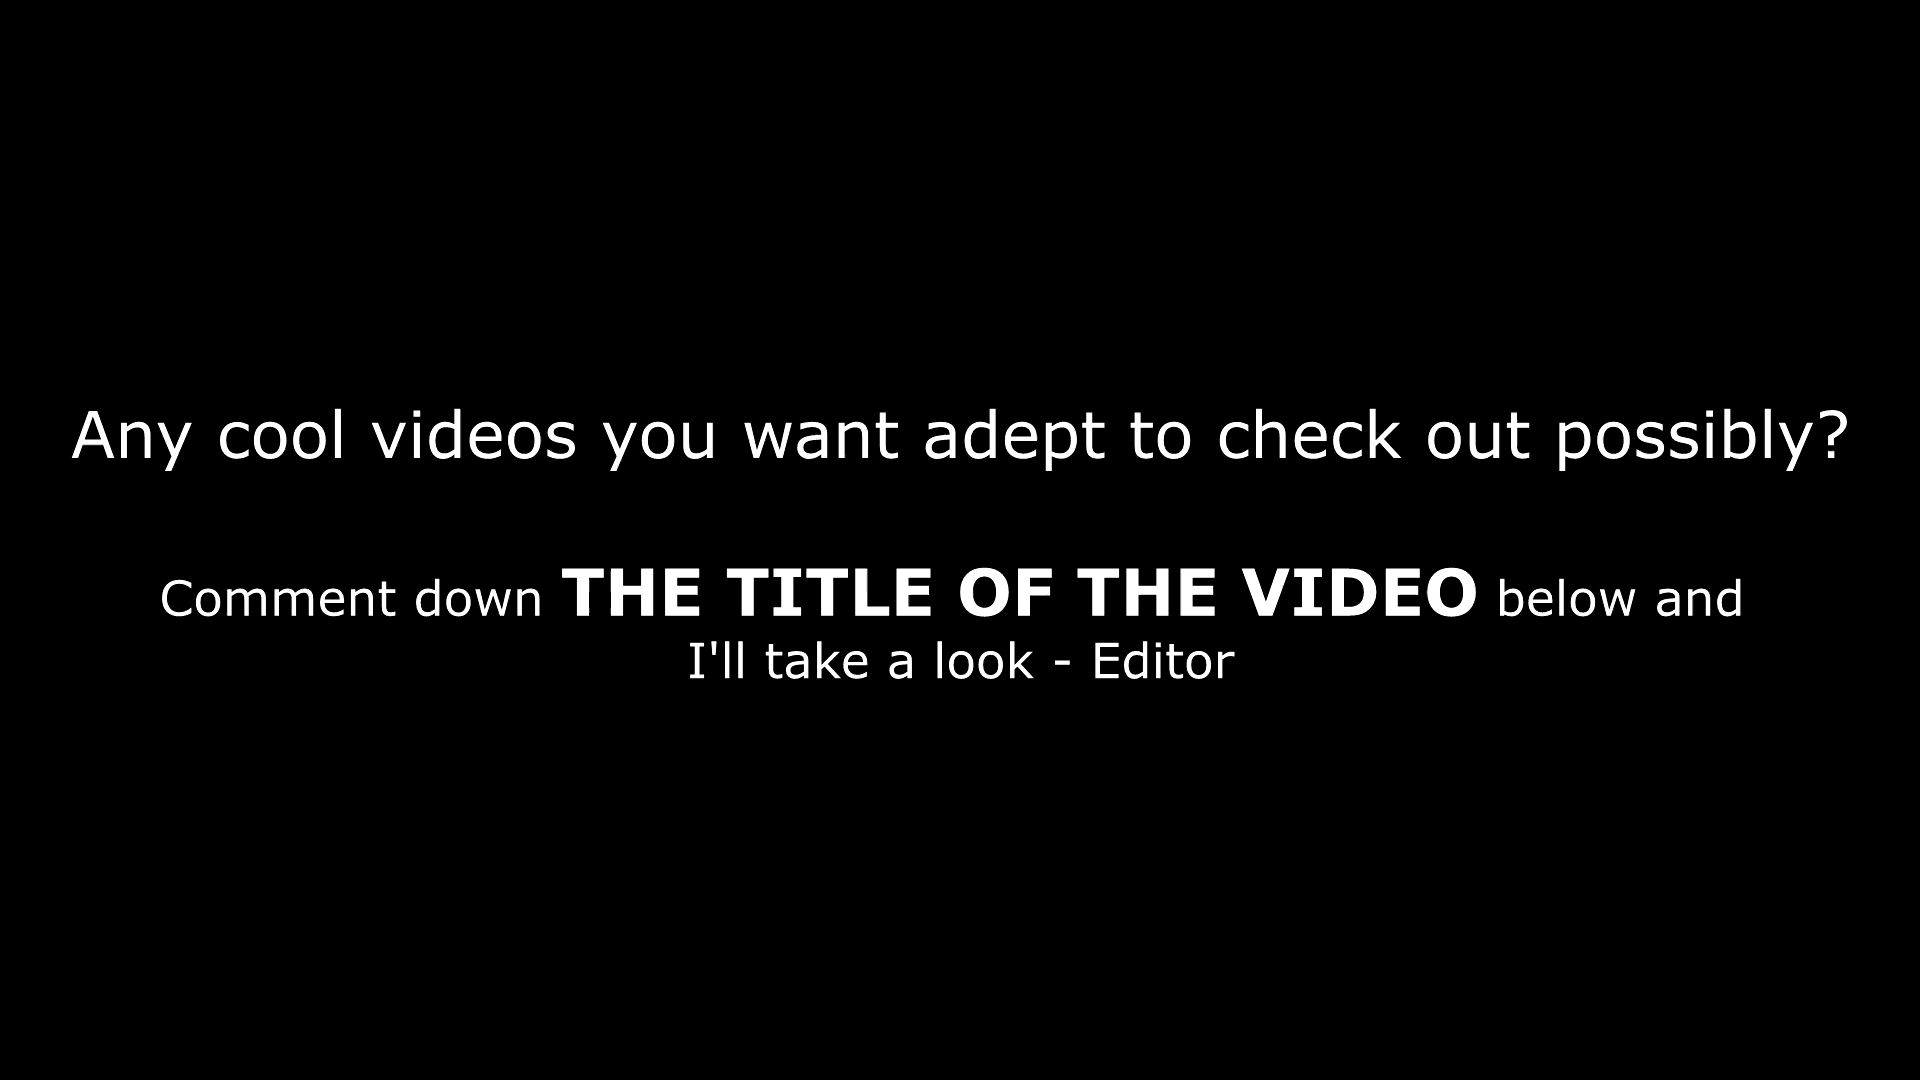 Any cool videos you want adept to check out possibly?
Comment down THE TITLE OF THE VIDEO below and
I'll take a look - Editor